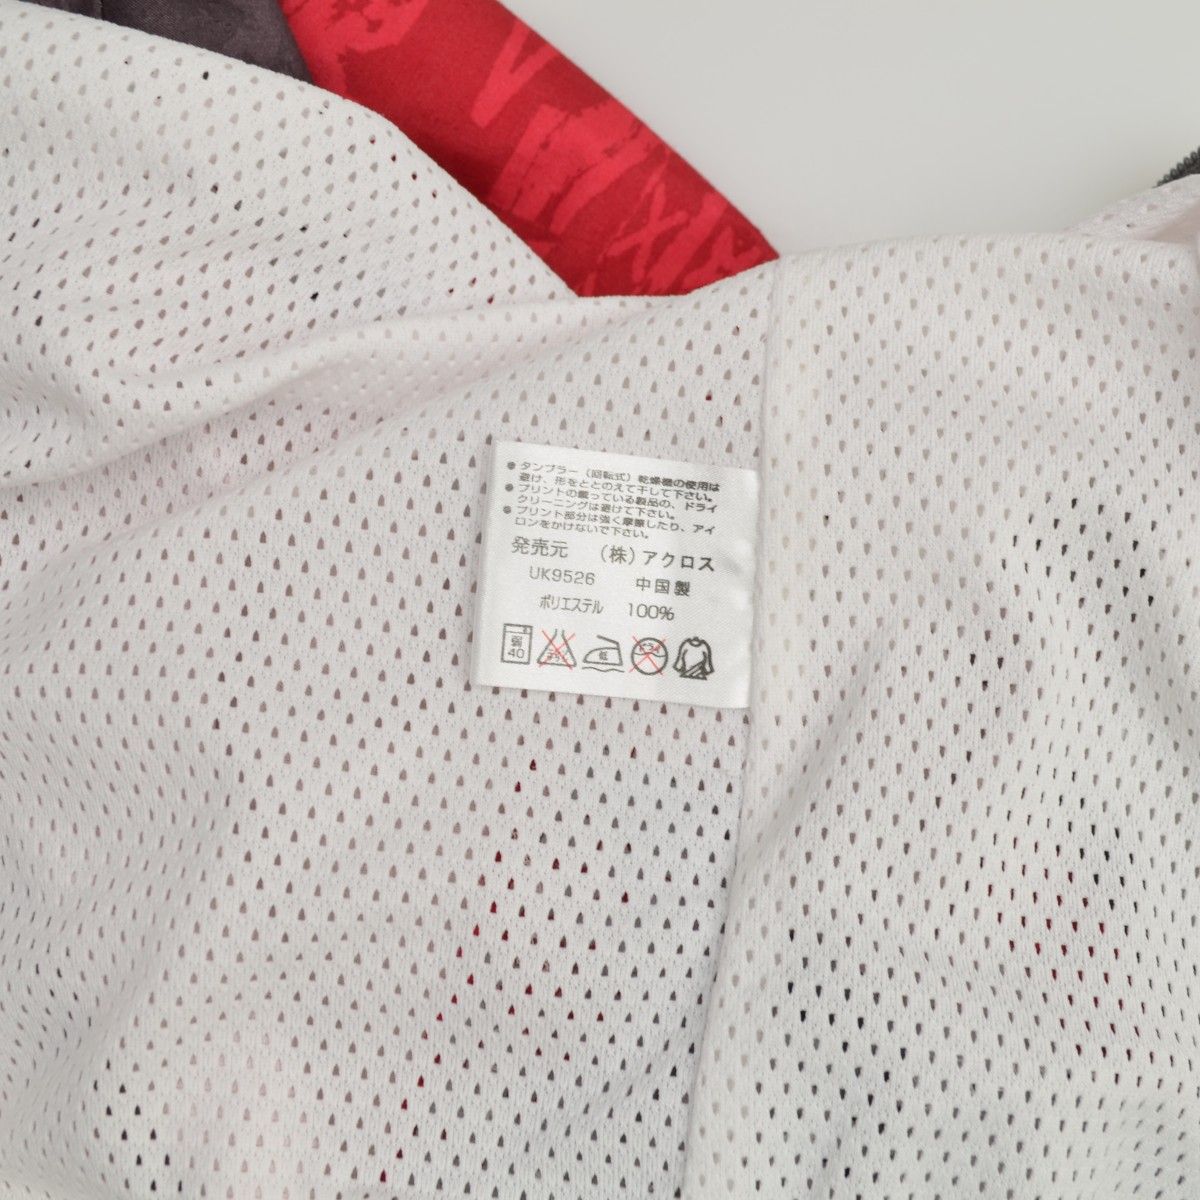 ●タンブラー（回転式）乾燥機の使用は
避け、形をととのえて干して下さい。
●プリントの載っている製品の、ドライ
クリーニングは避けて下さい。
●プリント部分は強く摩擦したり、アイ
ロンをかけないで下さい。
発売元　（株）アクロス
UK9526　中国製
ポリエステル　100%
弱
40
低